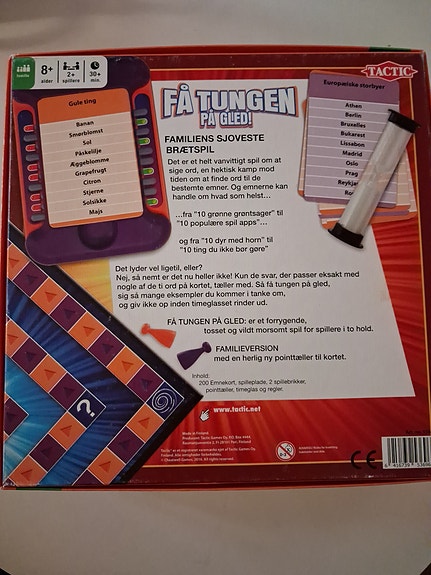 familie
8+
alder
2+
spillere
30+
min.
TACTIC
Gule ting
Banan
Smørblomst
Sol
Påskelilje
Æggeblomme
Grapefrugt
Citron
Stjerne
Solsikke
Majs
FÅ TUNGEN
PÅ GLED!
Europæiske storbyer
Athen
Berlin
Bruxelles
Bukarest
Lissabon
Madrid
Oslo
Prag
FAMILIENS SJOVESTE
BRÆTSPIL
Det er et helt vanvittigt spil om at
sige ord, en hektisk kamp mod
tiden om at finde ord til de
bestemte emner. Og emnerne kan
handle om hvad som helst…
…fra "10 grønne grøntsager" til
"10 populære spil apps"…
og fra "10 dyr med horn" til
"10 ting du ikke bør gøre"
Det lyder vel ligetil, eller?
Nej, så nemt er det nu heller ikke! Kun de svar, der passer eksakt med
nogle af de ti ord på kortet, tæller med. Så få tungen på gled,
sig så mange eksempler du kommer i tanke om,
og giv ikke op inden timeglasset rinder ud.
FÅ TUNGEN PÅ GLED: er et forrygende,
tosset og vildt morsomt spil for spillere i to hold.
FAMILIEVERSION
med en herlig ny pointtæller til kortet.
Indhold:
200 Emnekort, spilleplade, 2 spillebrikker,
pointtæller, timeglas og regler.
?
www.tactic.net
Made in Finland.
0-3
CE